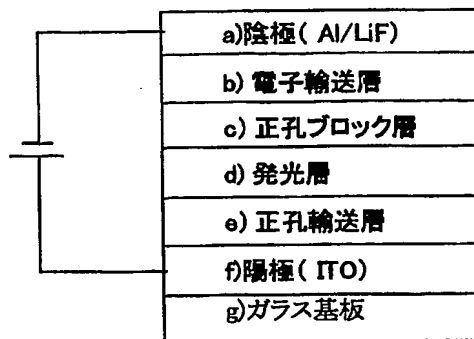 a)陰極( Al/LiF)
b) 電子輸送層
c) 正孔ブロック層
d) 発光層
e) 正孔輸送層
f)陽極( ITO)
g)ガラス基板